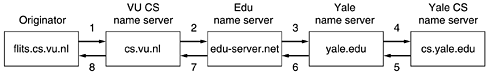 Originator
VU CS
name server
Edu
name server
Yale
name server
Yale CS
name server
flits.cs.vu.nl
1
8
cs.vu.nl
2
7
edu-server.net
3
6
yale.edu
4
5
cs.yale.edu